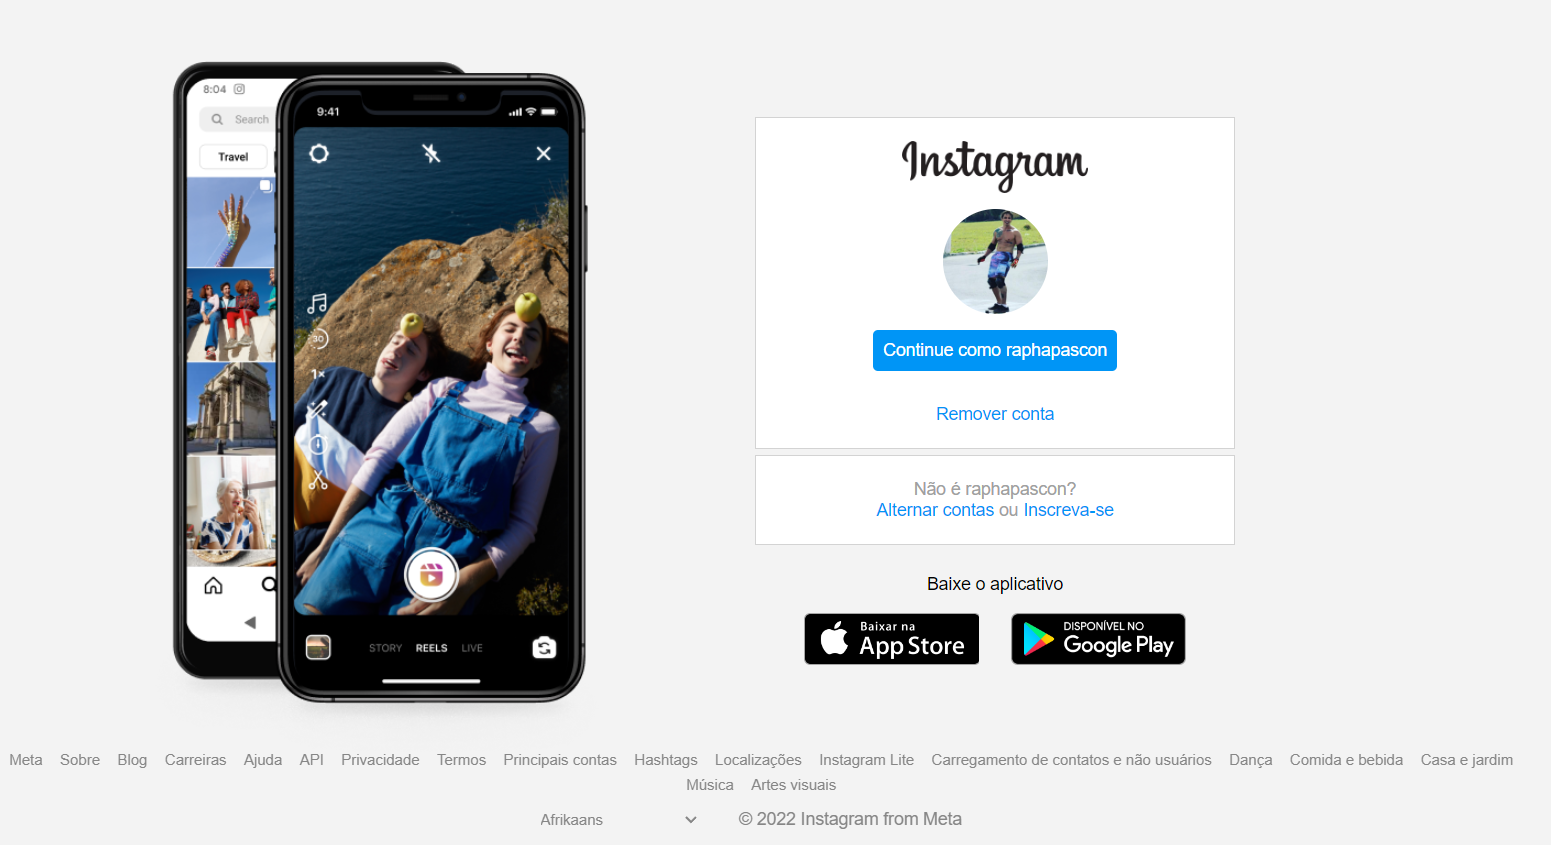 8:04
Search
Travel
9:41
30
1×
STORY REELS LIVE
Instagram
Continue como raphapascon
Remover conta
Não é raphapascon?
Alternar contas ou Inscreva-se
Baixe o aplicativo
Baixar na
App Store
DISPONÍVEL NO
Google Play
Meta Sobre Blog Carreiras Ajuda API Privacidade Termos Principais contas Hashtags Localizações Instagram Lite Carregamento de contatos e não usuários Dança Comida e bebida Casa e jardim
Música Artes visuais
Afrikaans © 2022 Instagram from Meta